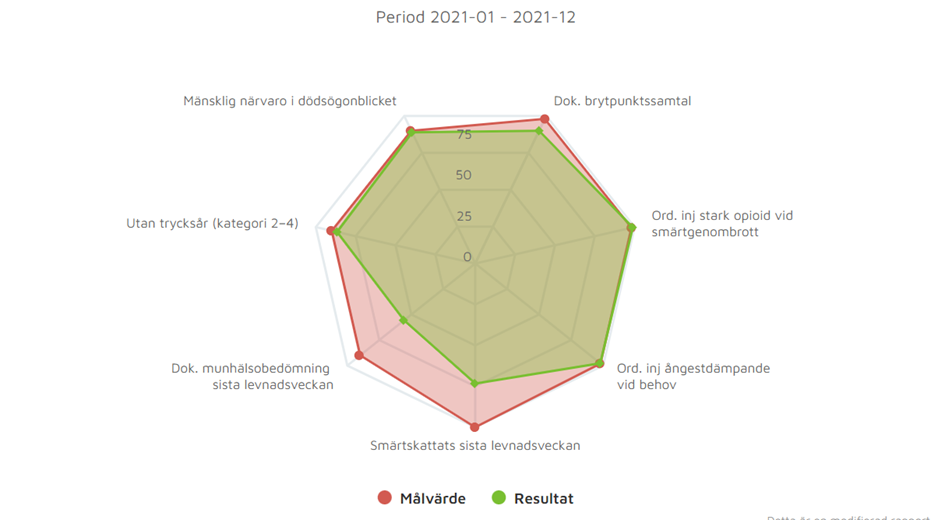 Period 2021-01 - 2021-12
Mänsklig närvaro i dödsögonblicket
Dok. brytpunktssamtal
75
50
25
0
Utan trycksår (kategori 2–4)
Ord. inj stark opioid vid
smärtgenombrott
Dok. munhälsobedömning
sista levnadsveckan
Ord. inj ångestdämpande
vid behov
Smärtskattats sista levnadsveckan
Målvärde
Resultat